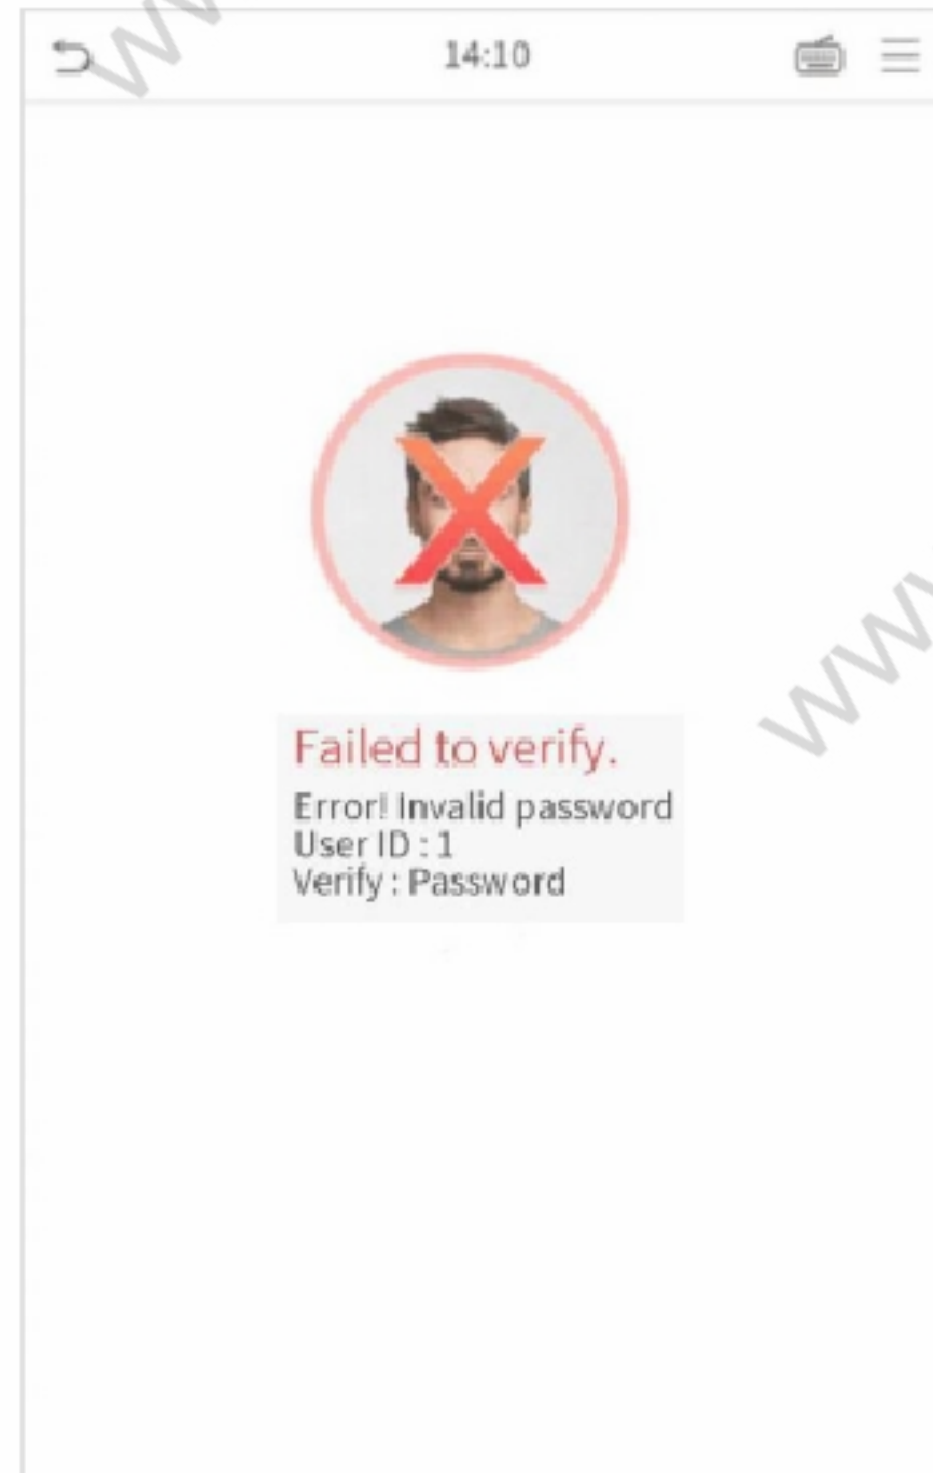 14:10
Failed to verify.
Error! Invalid password
User ID : 1
Verify : Password